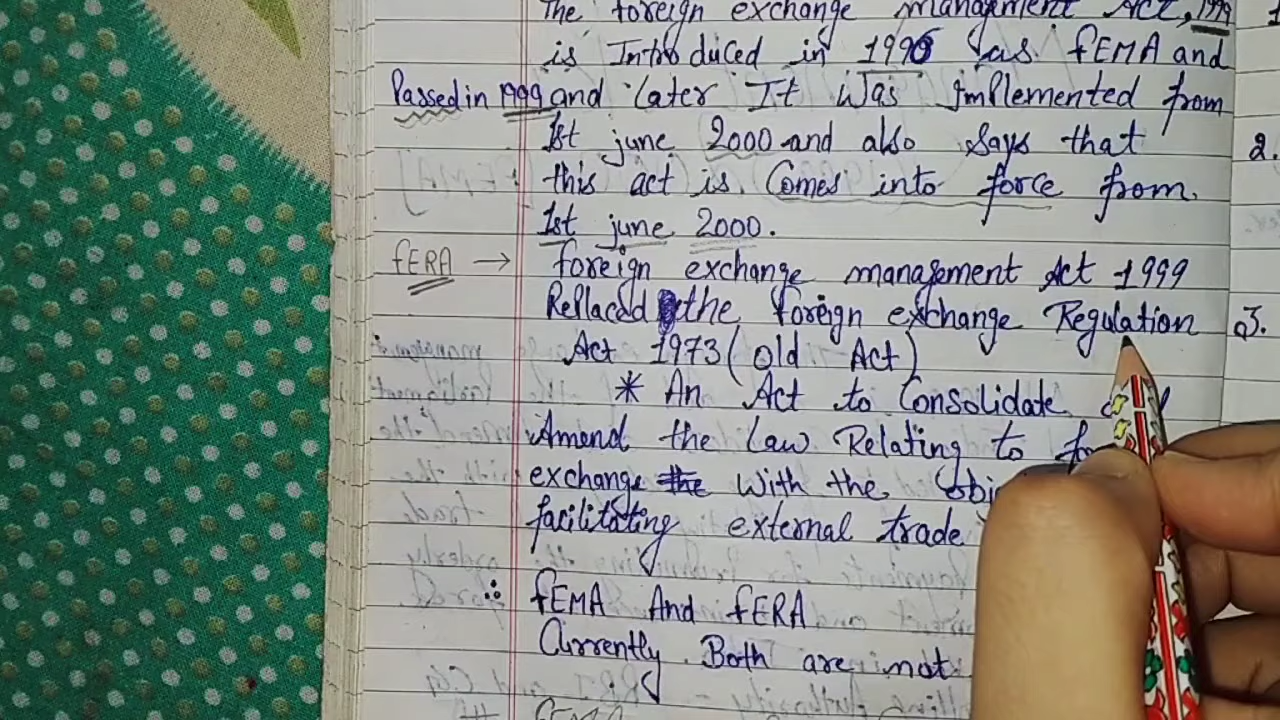 The foreign exchange management Act, 1999
is Introduced in 1996 as fEMA and
Passed in 1999 and later It was Implemented from
1st june 2000 and also says that
this act is comes into force from
1st june 2000.
fERA → foreign exchange management Act 1999
Replaced the foreign exchange Regulation
Act 1973 (old Act)
* An Act to Consolidate
Amend the Law Relating to
exchange the with the
facilitating external trade
∴ fEMA And fERA
Currently Both are not
2.
3.